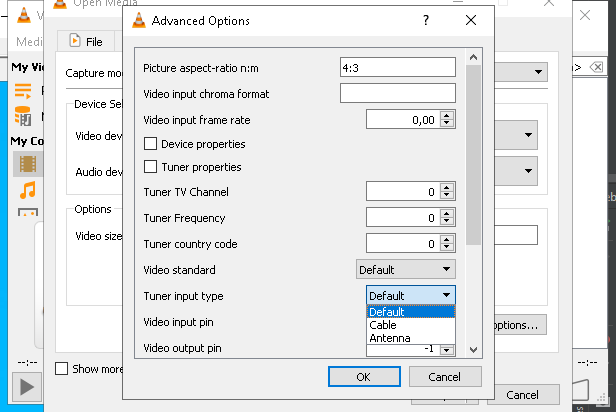 Open Media
Advanced Options
?
Medi
File
My Vi
Capture mo
Picture aspect-ratio n:m
4:3
Video input chroma format
Device Sel
Video input frame rate
0,00
My Co
Video dev
Device properties
Tuner properties
Audio dev
Tuner TV Channel
0
Options
Tuner Frequency
0
Video size
Tuner country code
0
Video standard
Default
Tuner input type
Default
Default
Cable
Antenna
Video input pin
ptions...
Video output pin
-1
--:--
--:--
Show more
OK
Cancel
Cancel